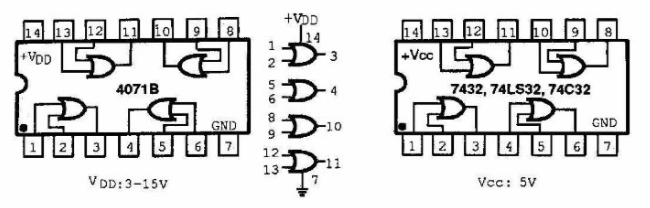 14 13 12 11 10 9 8
+VDD
4071B
GND
1 2 3 4 5 6 7
VDD:3-15V
+VDD
14
1
2
3
5
6
4
8
9
10
12
13
11
7
14 13 12 11 10 9 8
+Vcc
7432, 74LS32, 74C32
GND
1 2 3 4 5 6 7
Vcc: 5V